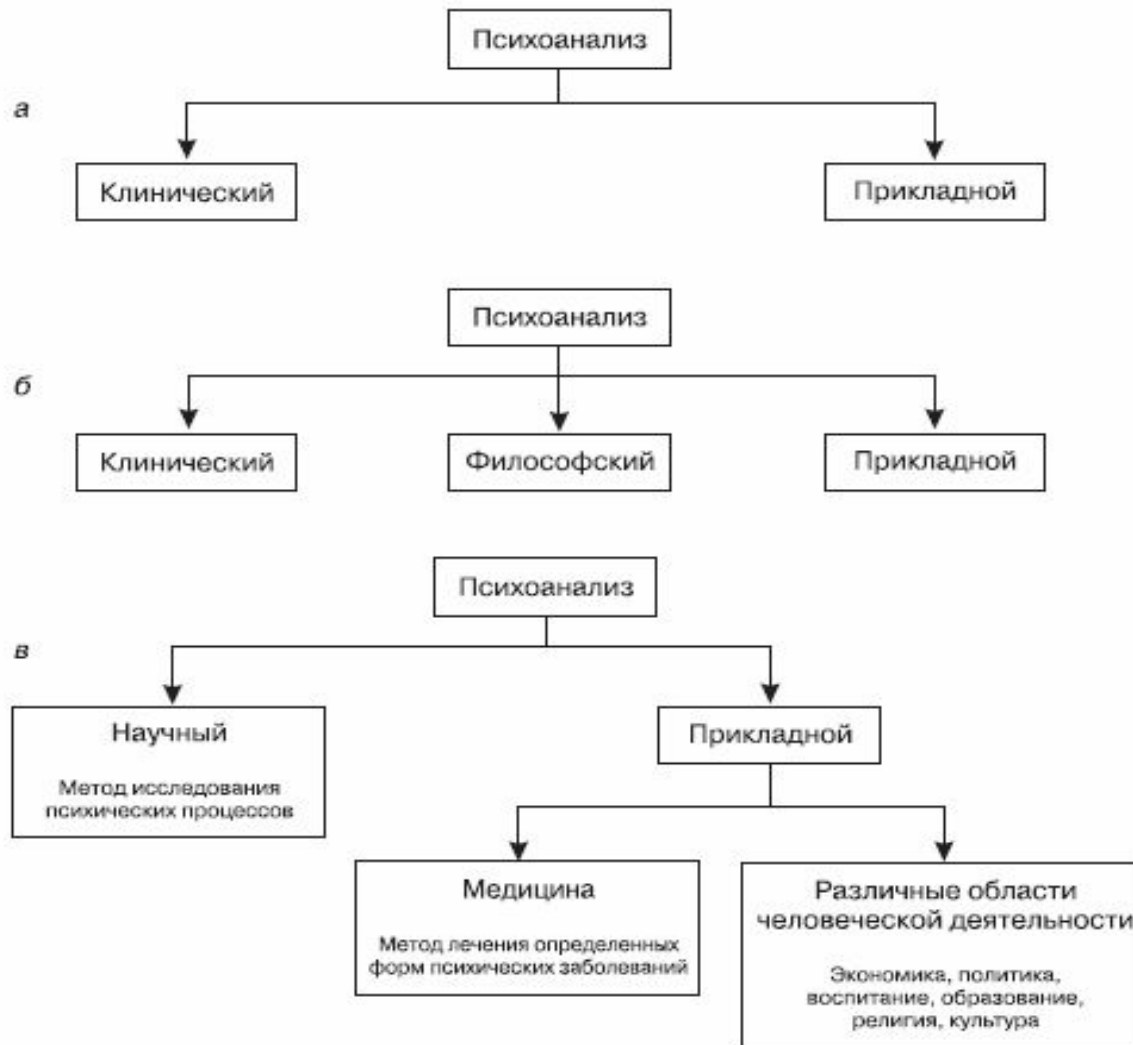 Психоанализ
а
Клинический
Прикладной
Психоанализ
б
Клинический
Философский
Прикладной
Психоанализ
в
Научный
Метод исследования
психических процессов
Прикладной
Медицина
Метод лечения определенных
форм психических заболеваний
Различные области
человеческой деятельности
Экономика, политика,
воспитание, образование,
религия, культура